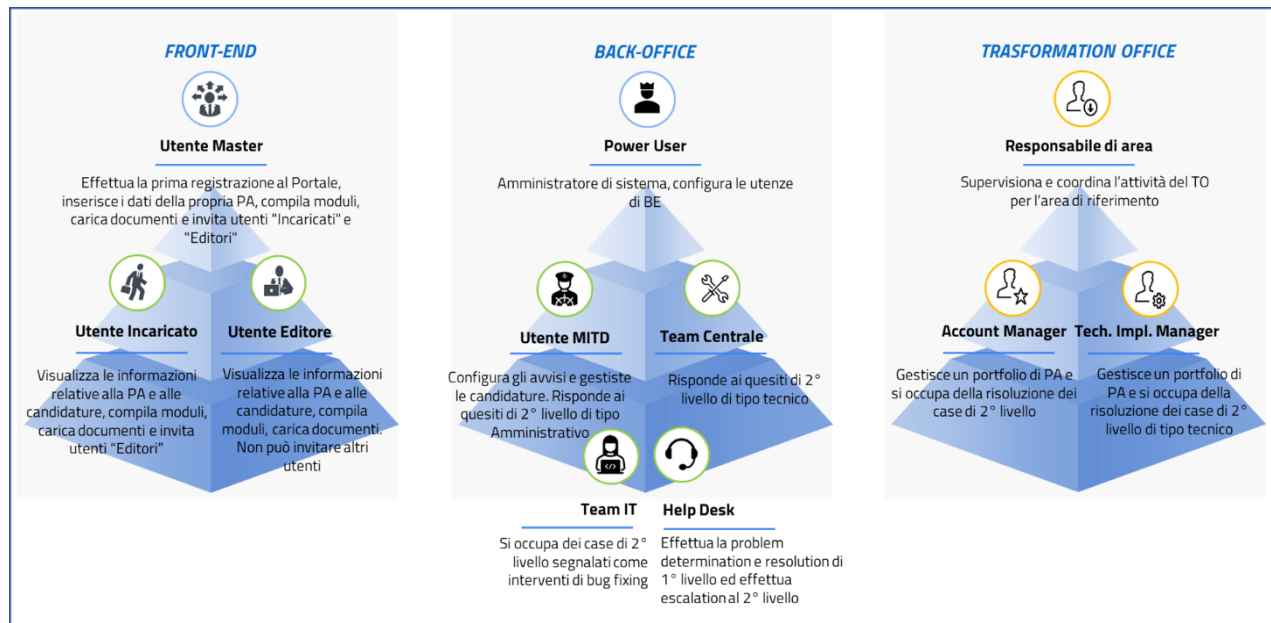 FRONT-END
Utente Master
Effettua la prima registrazione al Portale,
inserisce i dati della propria PA, compila moduli,
carica documenti e invita utenti "Incaricati" e
"Editori"
Utente Incaricato
Visualizza le informazioni
relative alla PA e alle
candidature, compila moduli,
carica documenti e invita
utenti “Editori”
Utente Editore
Visualizza le informazioni
relative alla PA e alle
candidature, compila
moduli, carica documenti.
Non può invitare altri
utenti
BACK-OFFICE
Power User
Amministratore di sistema, configura le utenze
di BE
Utente MITD
Configura gli avvisi e gestiste
le candidature. Risponde ai
quesiti di 2° livello di tipo
Amministrativo
Team Centrale
Risponde ai quesiti di 2°
livello di tipo tecnico
Team IT
Si occupa dei case di 2°
livello segnalati come
interventi di bug fixing
Help Desk
Effettua la problem
determination e resolution di
1° livello ed effettua
escalation al 2° livello
TRASFORMATION OFFICE
Responsabile di area
Supervisiona e coordina l’attività del TO
per l’area di riferimento
Account Manager
Gestisce un portfolio di PA e
si occupa della risoluzione dei
case di 2° livello
Tech. Impl. Manager
Gestisce un portfolio di
PA e si occupa della
risoluzione dei case di 2°
livello di tipo tecnico